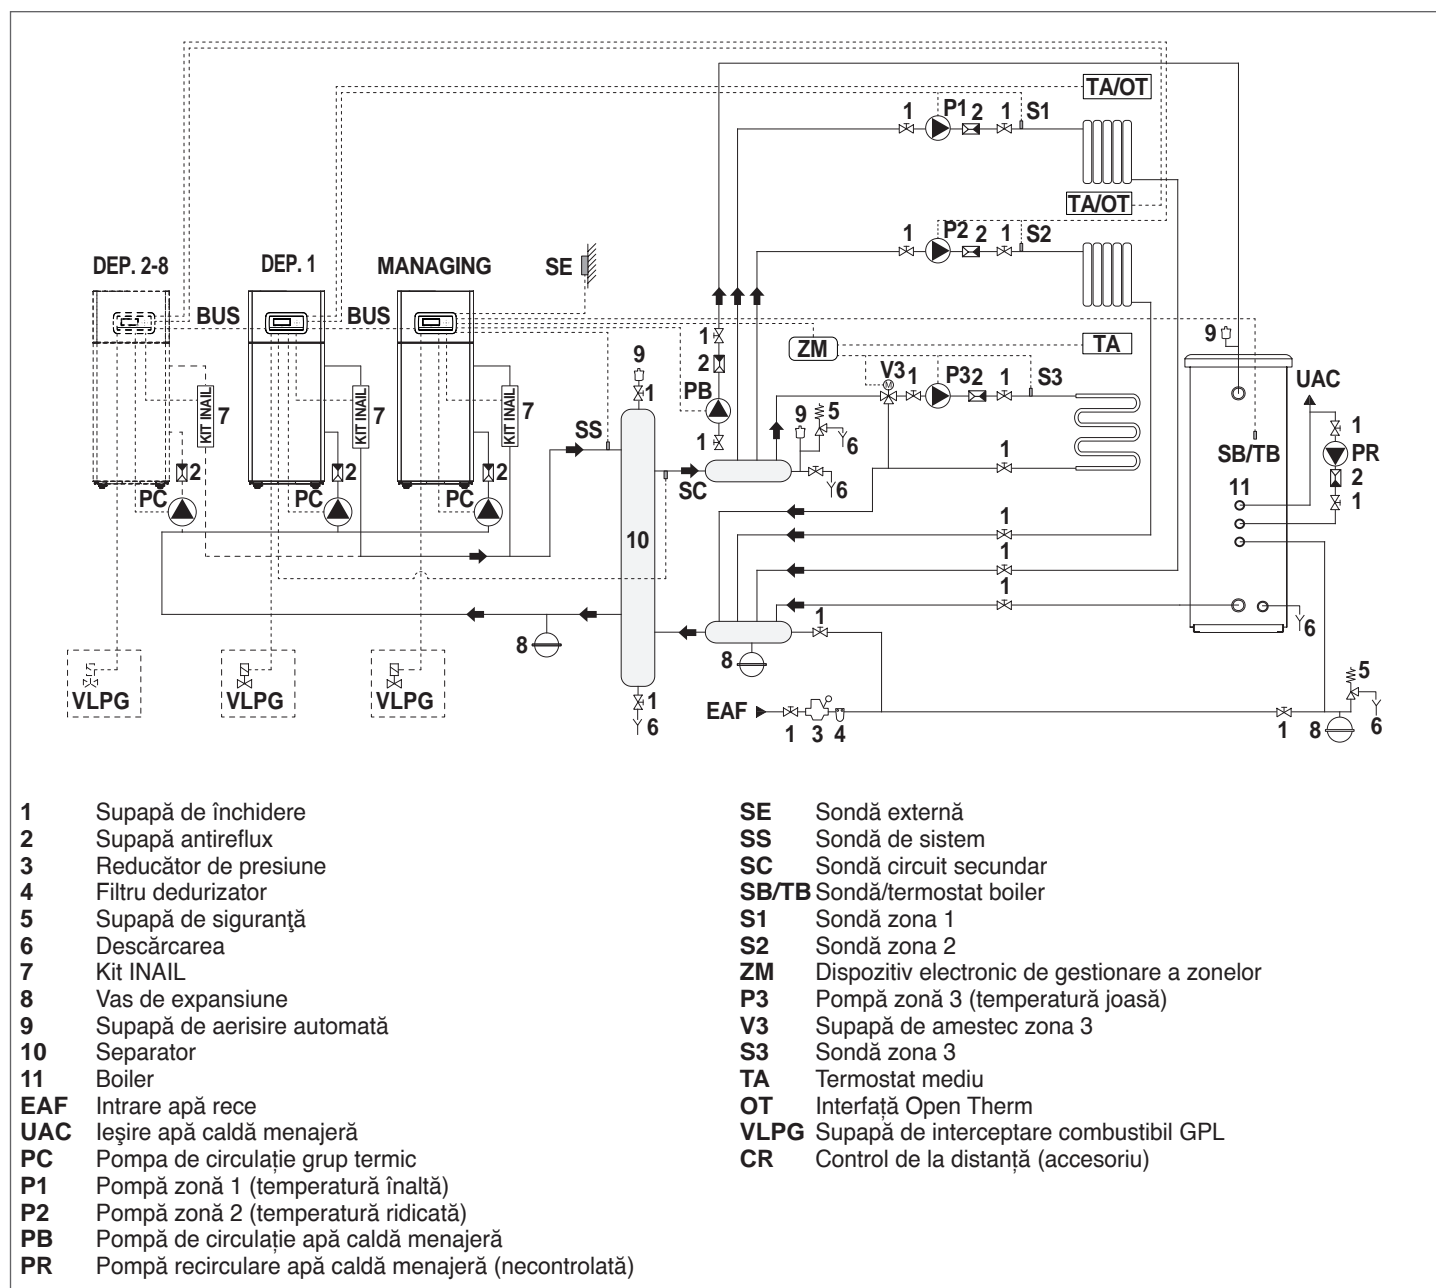 TA/OT
1 P1 2 1 S1
TA/OT
1 P2 2 1 S2
DEP. 2-8 DEP. 1 MANAGING SE
BUS BUS
ZM TA
9 1 2 PB 1
9 1
V3 1 P3 2 1 S3
9 5 6 6
9 UAC
KIT INAIL 7 KIT INAIL 7 KIT INAIL 7
SS SC
SB/TB 1 PR 2 1
11
2 2 2
PC PC PC
10
1
1
1
1
1
8 8
6
VLPG VLPG VLPG
1 6
EAF 1 3 4 1 8 5 6
1 Supapă de închidere
2 Supapă antireflux
3 Reducător de presiune
4 Filtru dedurizator
5 Supapă de siguranţă
6 Descărcarea
7 Kit INAIL
8 Vas de expansiune
9 Supapă de aerisire automată
10 Separator
11 Boiler
EAF Intrare apă rece
UAC Ieşire apă caldă menajeră
PC Pompa de circulație grup termic
P1 Pompă zonă 1 (temperatură înaltă)
P2 Pompă zonă 2 (temperatură ridicată)
PB Pompă de circulație apă caldă menajeră
PR Pompă recirculare apă caldă menajeră (necontrolată)
SE Sondă externă
SS Sondă de sistem
SC Sondă circuit secundar
SB/TB Sondă/termostat boiler
S1 Sondă zona 1
S2 Sondă zona 2
ZM Dispozitiv electronic de gestionare a zonelor
P3 Pompă zonă 3 (temperatură joasă)
V3 Supapă de amestec zona 3
S3 Sondă zona 3
TA Termostat mediu
OT Interfață Open Therm
VLPG Supapă de interceptare combustibil GPL
CR Control de la distanță (accesoriu)